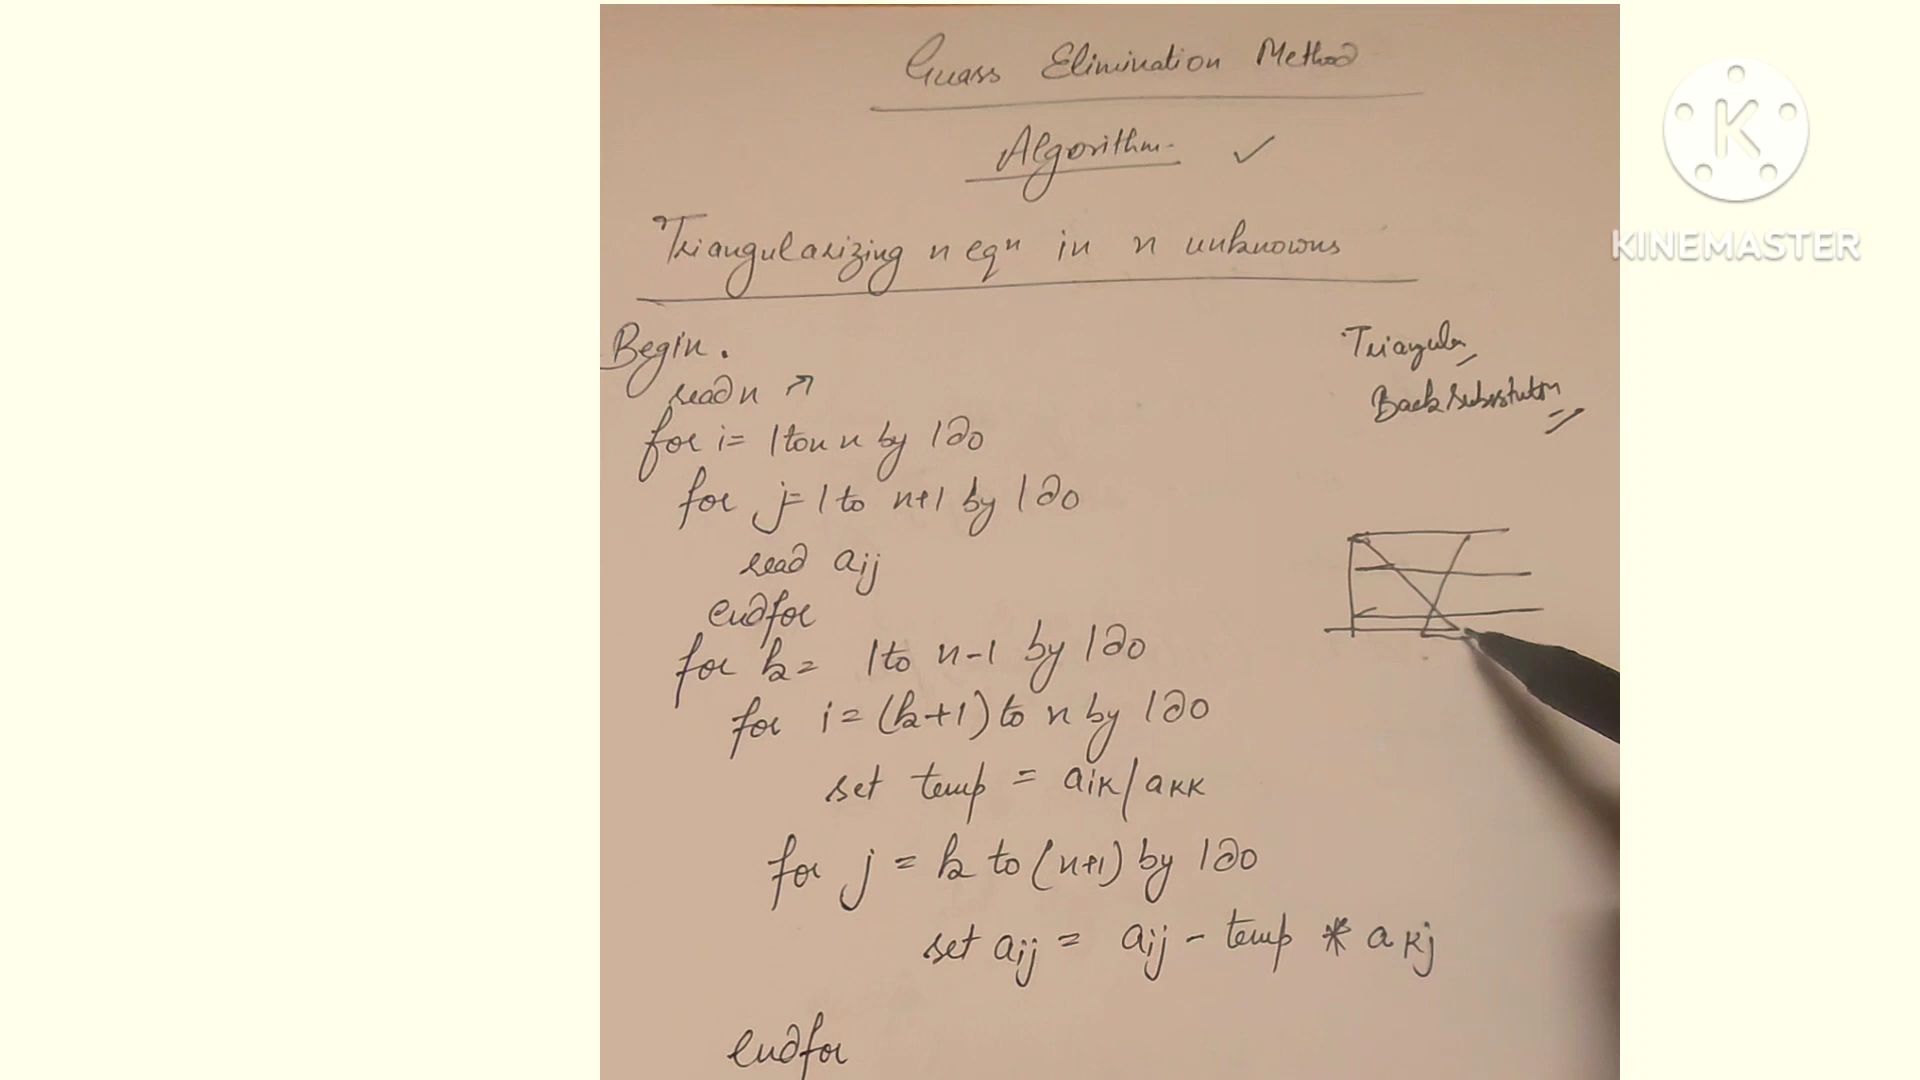 Guass Elimination Method
Algorithm
Triangularizing n eqn in n unknowns
Begin.
read n
for i = 1 to n by 1 do
for j = 1 to n+1 by 1 do
read aij
endfor
for k = 1 to n-1 by 1 do
for i = (k+1) to n by 1 do
set temp = aik/akk
for j = k to (n+1) by 1 do
set aij = aij - temp * akj
endfor
Triangular
Back Substutn
K
KINEMASTER